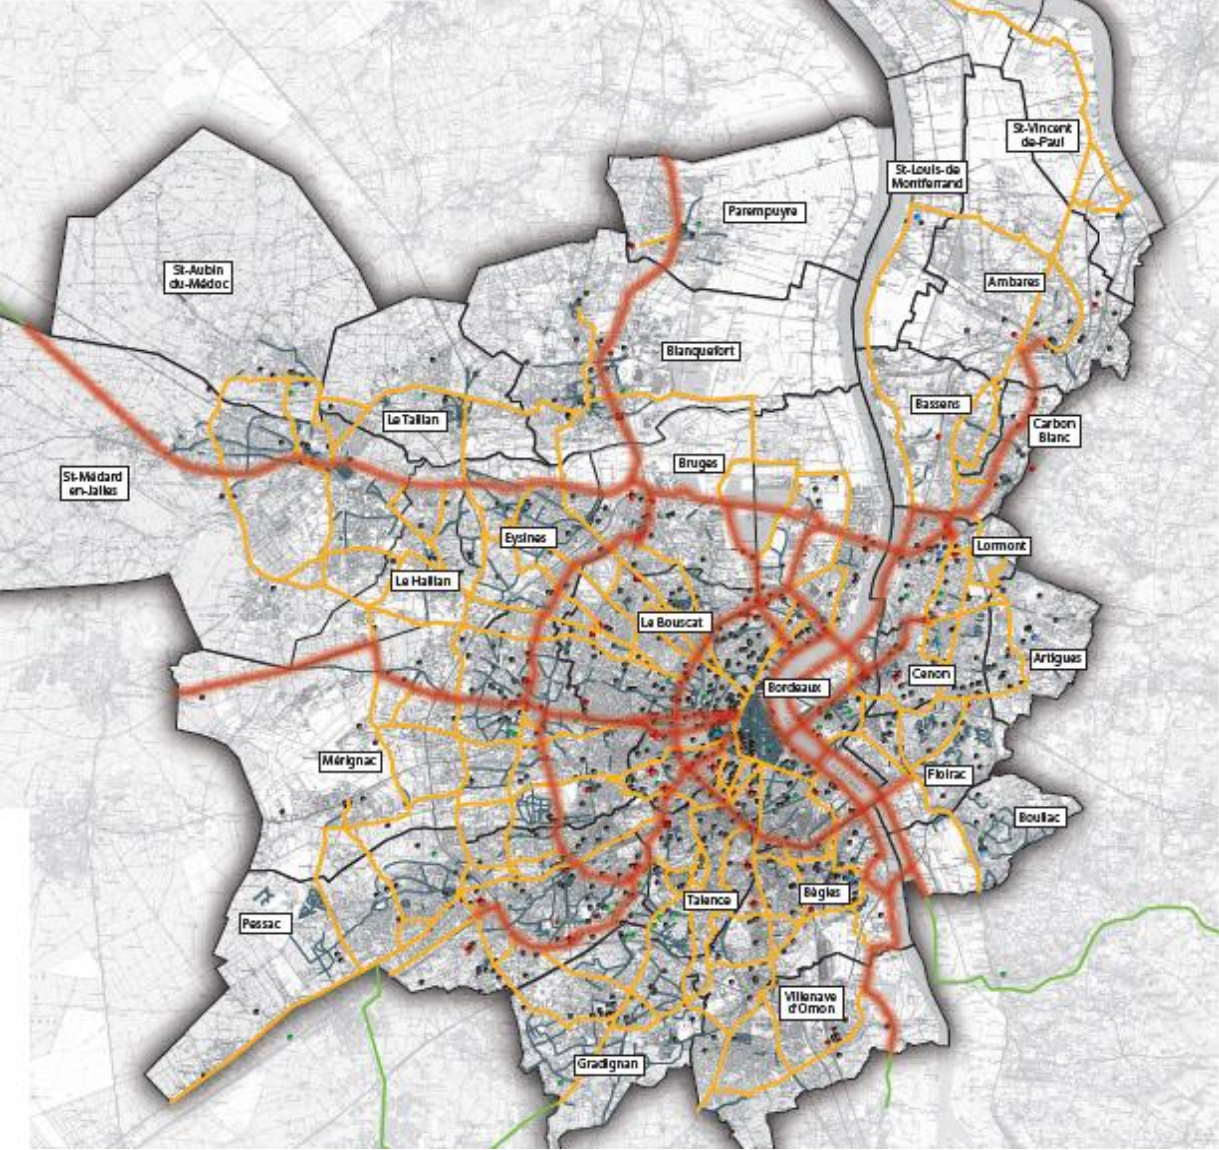 St-Vincent
de-Paul
St-Louis-de
Montferrand
Parempuyre
St-Aubin
du-Médoc
Ambares
Blanquefort
Bassens
Le Taillan
Carbon
Blanc
Bruges
St-Médard
en-Jalles
Eysines
Lormont
Le Haillan
Le Bouscat
Artigues
Cenon
Bordeaux
Mérignac
Floirac
Bouliac
Bègles
Talence
Pessac
Villenave
d'Ornon
Gradignan